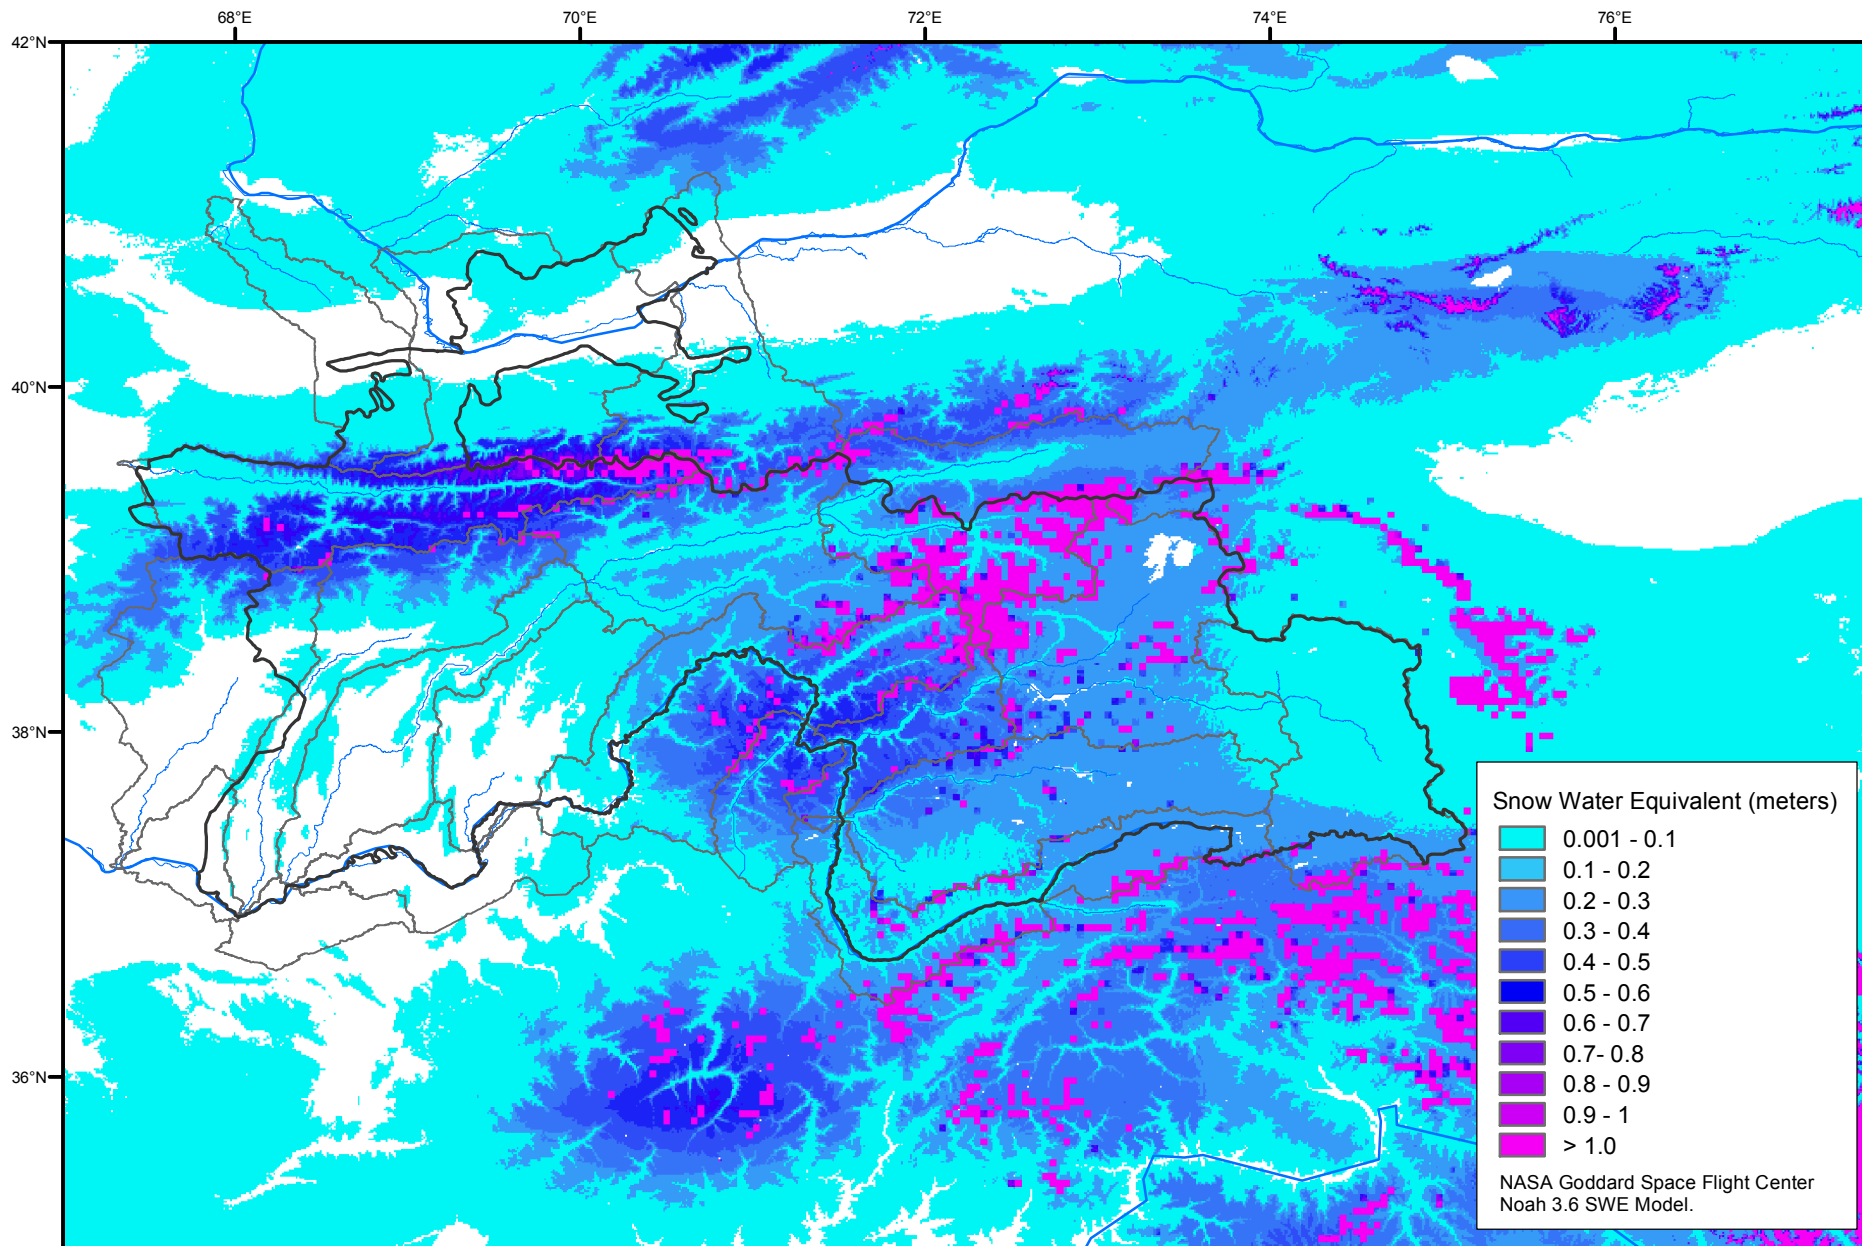 68°E 70°E 72°E 74°E 76°E
42°N
40°N
38°N
36°N
Snow Water Equivalent (meters)
0.001 - 0.1
0.1 - 0.2
0.2 - 0.3
0.3 - 0.4
0.4 - 0.5
0.5 - 0.6
0.6 - 0.7
0.7- 0.8
0.8 - 0.9
0.9 - 1
> 1.0
NASA Goddard Space Flight Center
Noah 3.6 SWE Model.